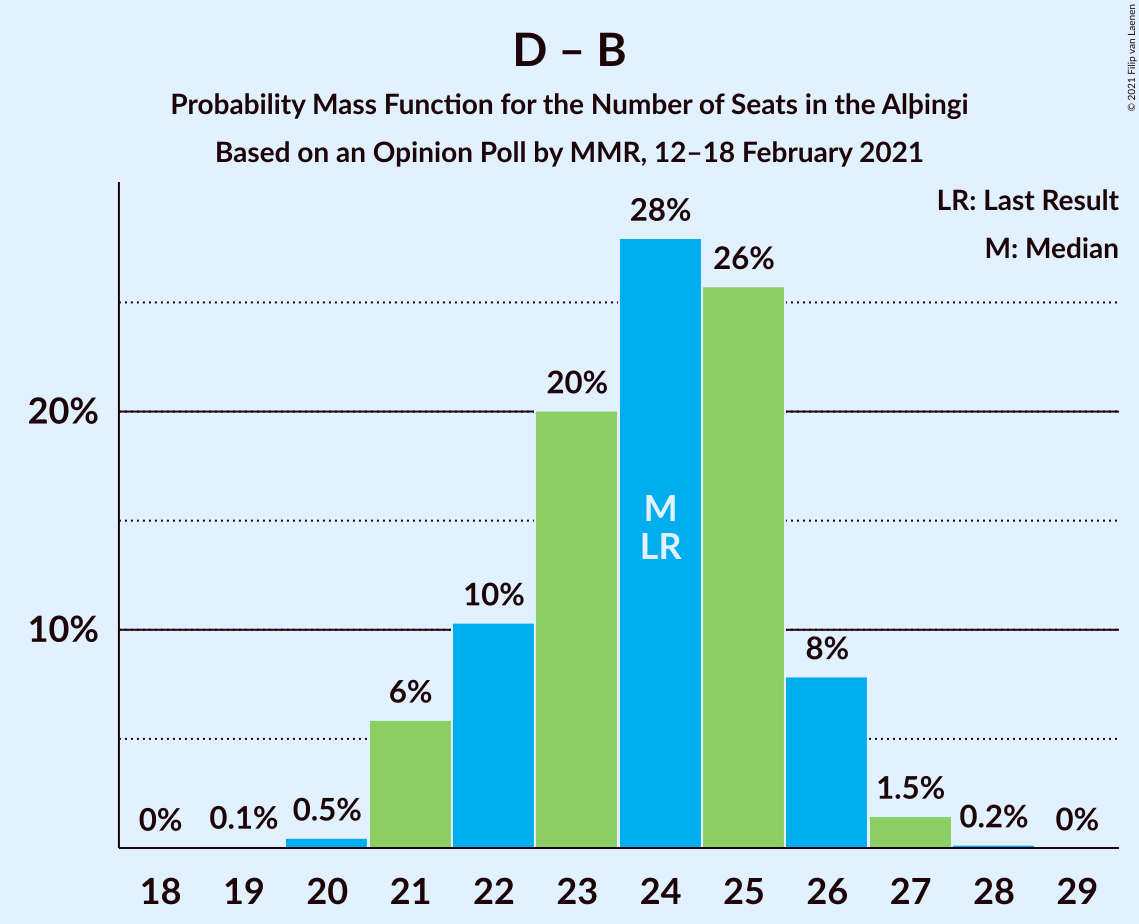 D – B
Probability Mass Function for the Number of Seats in the Alþingi
Based on an Opinion Poll by MMR, 12–18 February 2021
© 2021 Filip van Laenen
LR: Last Result
M: Median
28%
26%
20%
20%
M
LR
10%
10%
8%
6%
1.5%
0% 0.1% 0.5% 0.2% 0%
18 19 20 21 22 23 24 25 26 27 28 29